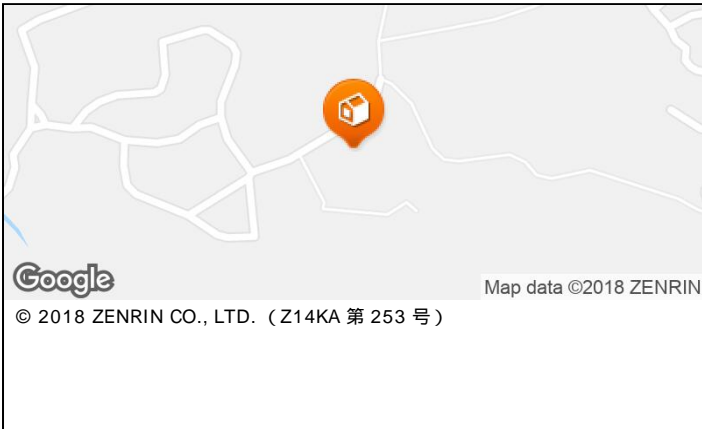 Google
Map data ©2018 ZENRIN
© 2018 ZENRIN CO., LTD.（Z14KA 第 253 号）